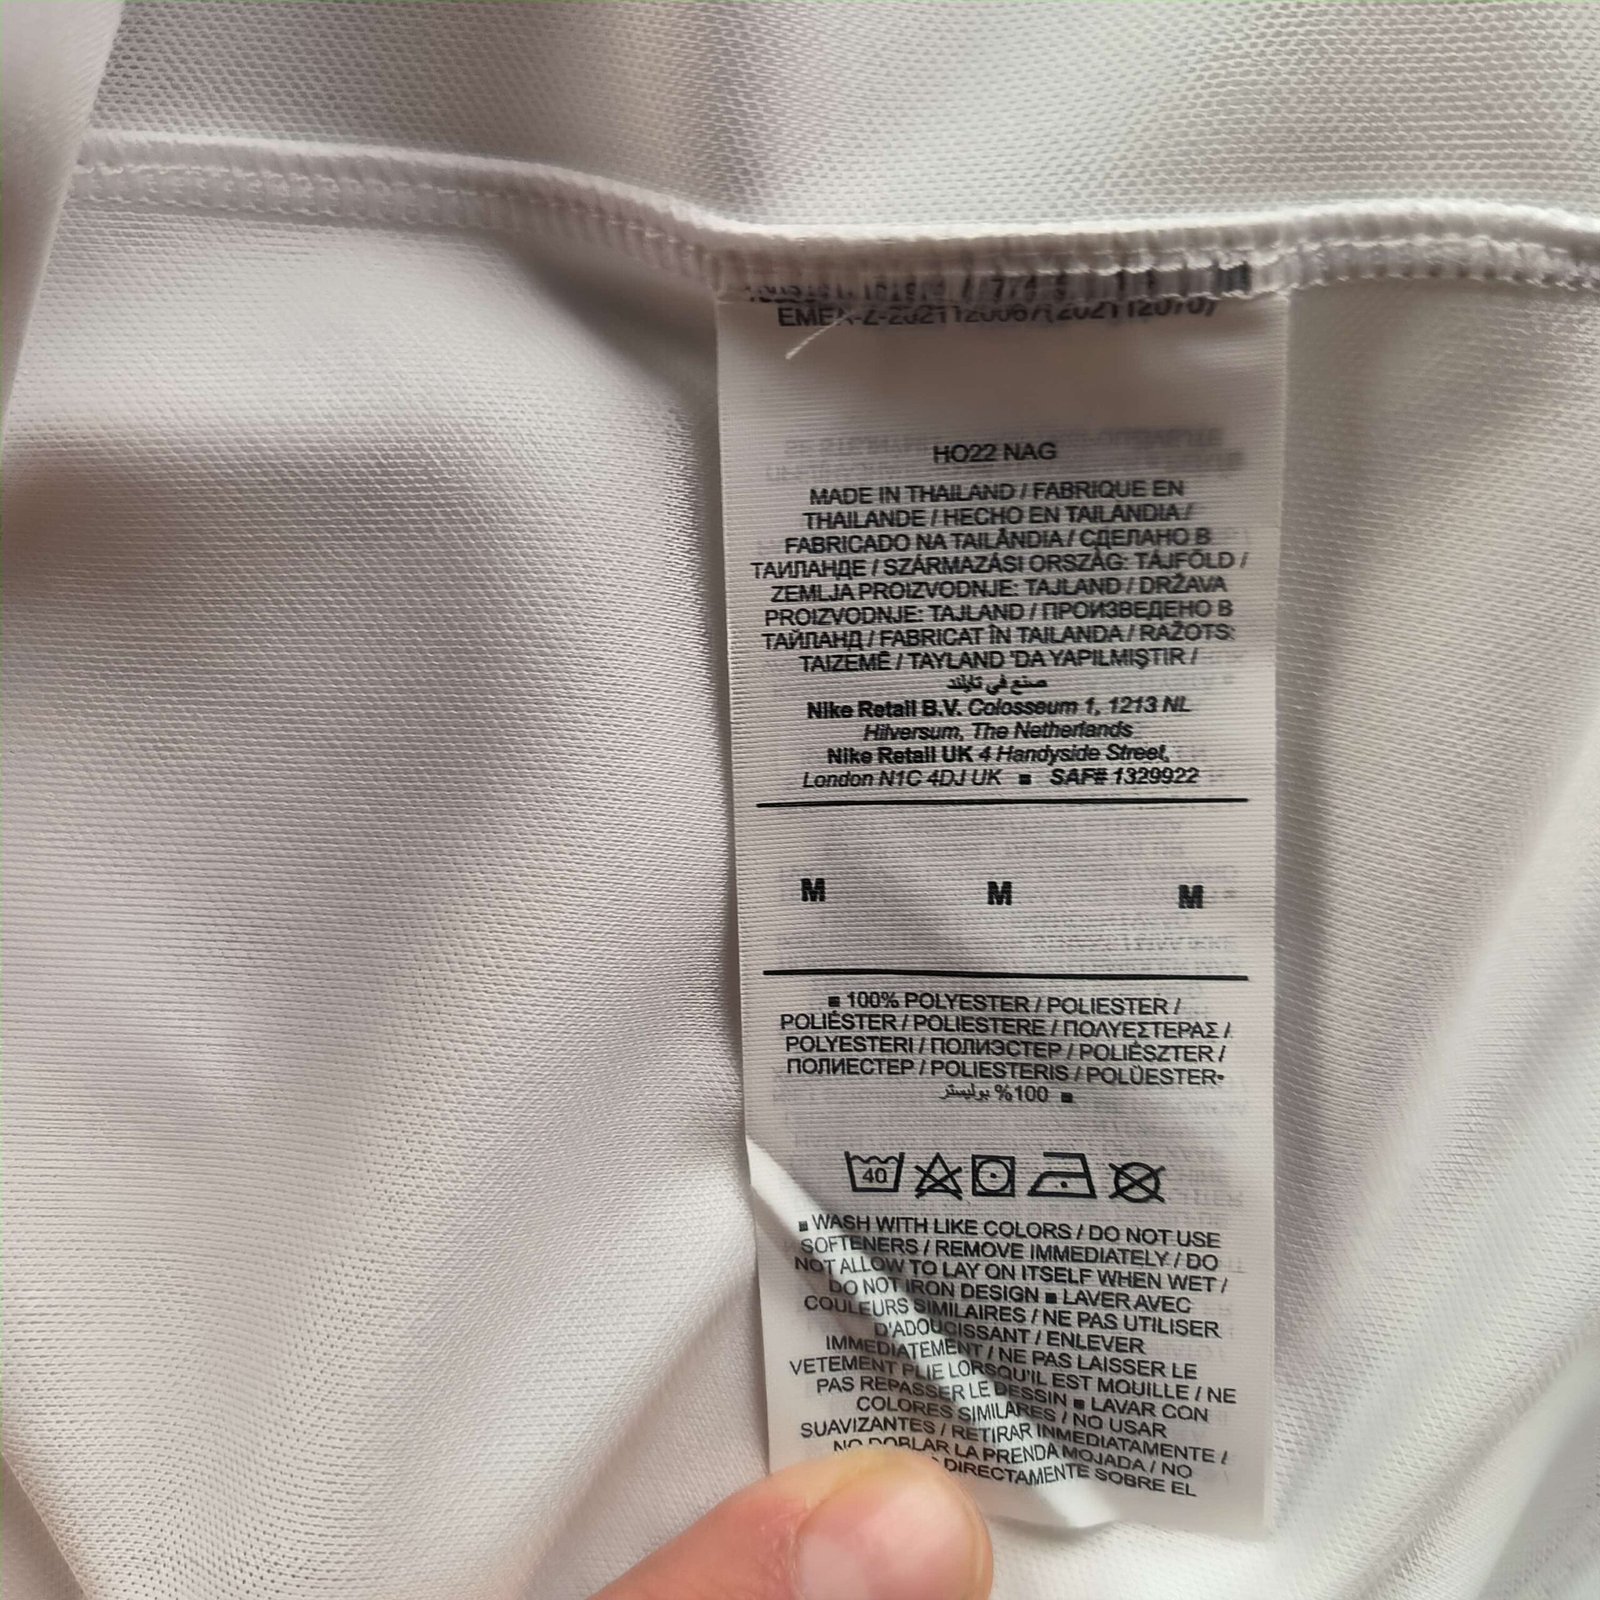 HO22 NAG
MADE IN THAILAND / FABRIQUE EN
THAILANDE / HECHO EN TAILANDIA /
FABRICADO NA TAILÂNDIA / СДЕЛАНО В
ТАИЛАНДЕ / SZÁRMAZÁSI ORSZÁG: TÁJFÖLD /
ZEMLJA PROIZVODNJE: TAJLAND / DRŽAVA
PROIZVODNJE: TAJLAND / ПРОИЗВЕДЕНО В
ТАЙЛАНД / FABRICAT ÎN TAILANDA / RAŽOTS:
TAIZEMĒ / TAYLAND 'DA YAPILMIŞTIR /
صنع في تايلند
Nike Retail B.V. Colosseum 1, 1213 NL
Hilversum, The Netherlands
Nike Retail UK 4 Handyside Street,
London N1C 4DJ UK ■ SAF# 1329922
M M M
■ 100% POLYESTER / POLIESTER /
POLIÉSTER / POLIESTERE / ΠΟΛΥΕΣΤΕΡΑΣ /
POLYESTERI / ПОЛИЭСТЕР / POLIÉSZTER /
ПОЛИЕСТЕР / POLIESTERIS / POLÜESTER•
■ 100% بوليستر
40
■ WASH WITH LIKE COLORS / DO NOT USE
SOFTENERS / REMOVE IMMEDIATELY / DO
NOT ALLOW TO LAY ON ITSELF WHEN WET /
DO NOT IRON DESIGN ■ LAVER AVEC
COULEURS SIMILAIRES / NE PAS UTILISER
D'ADOUCISSANT / ENLEVER
IMMEDIATEMENT / NE PAS LAISSER LE
VETEMENT PLIE LORSQU'IL EST MOUILLE / NE
PAS REPASSER LE DESSIN ■ LAVAR CON
COLORES SIMILARES / NO USAR
SUAVIZANTES / RETIRAR INMEDIATAMENTE /
NO DOBLAR LA PRENDA MOJADA / NO
DIRECTAMENTE SOBRE EL